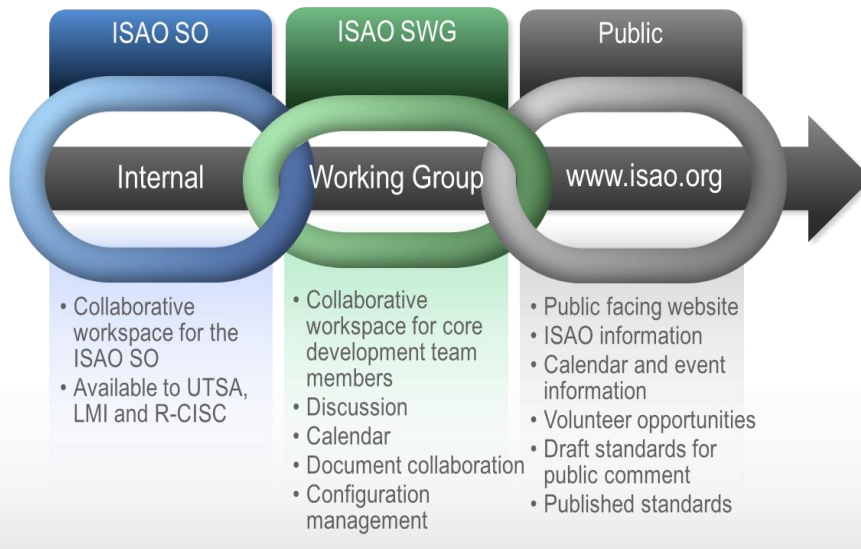 ISAO SO
Internal
• Collaborative
workspace for the
ISAO SO
• Available to UTSA,
LMI and R-CISC
ISAO SWG
Working Group
• Collaborative
workspace for core
development team
members
• Discussion
• Calendar
• Document collaboration
• Configuration
management
Public
www.isao.org
• Public facing website
• ISAO information
• Calendar and event
information
• Volunteer opportunities
• Draft standards for
public comment
• Published standards